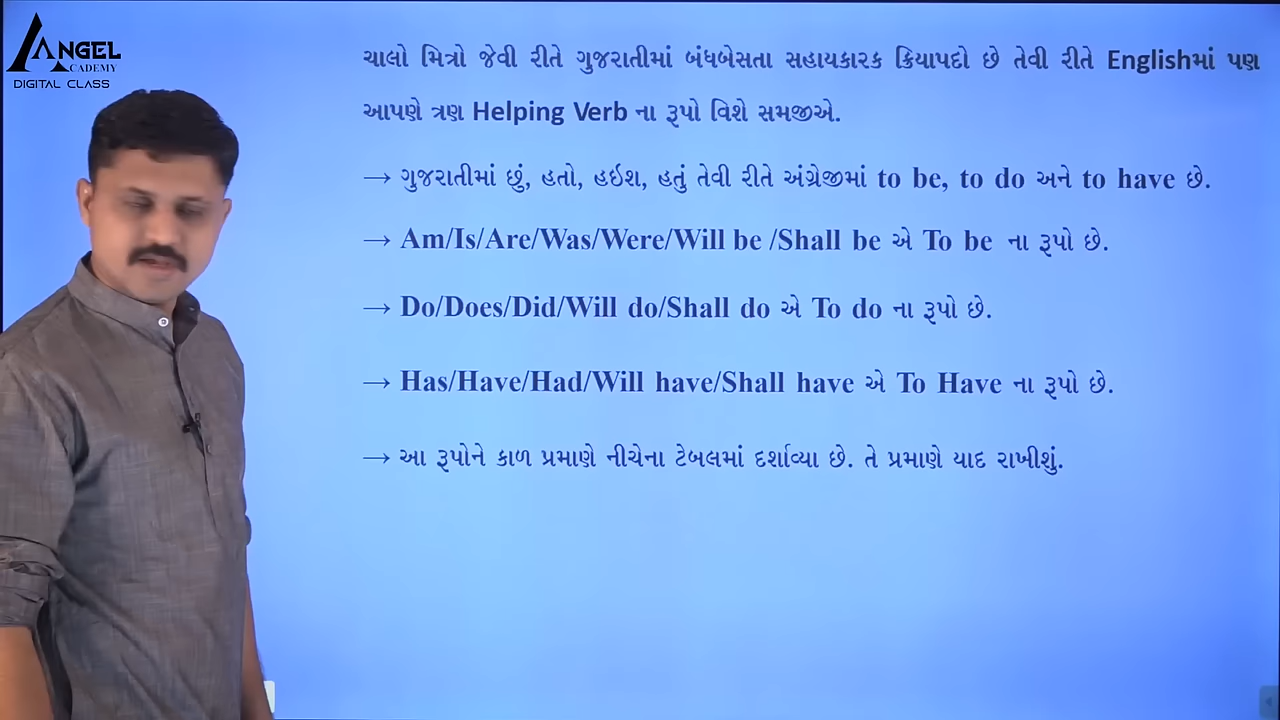 ANGEL
ACADEMY
DIGITAL CLASS
ચાલો મિત્રો જેવી રીતે ગુજરાતીમાં બંધબેસતા સહાયકારક ક્રિયાપદો છે તેવી રીતે Englishમાં પણ
આપણે ત્રણ Helping Verb ના રૂપો વિશે સમજીએ.
→ ગુજરાતીમાં છું, હતો, હઈશ, હતું તેવી રીતે અંગ્રેજીમાં to be, to do અને to have છે.
→ Am/Is/Are/Was/Were/Will be /Shall be એ To be ના રૂપો છે.
→ Do/Does/Did/Will do/Shall do એ To do ના રૂપો છે.
→ Has/Have/Had/Will have/Shall have એ To Have ના રૂપો છે.
→ આ રૂપોને કાળ પ્રમાણે નીચેના ટેબલમાં દર્શાવ્યા છે. તે પ્રમાણે યાદ રાખીશું.